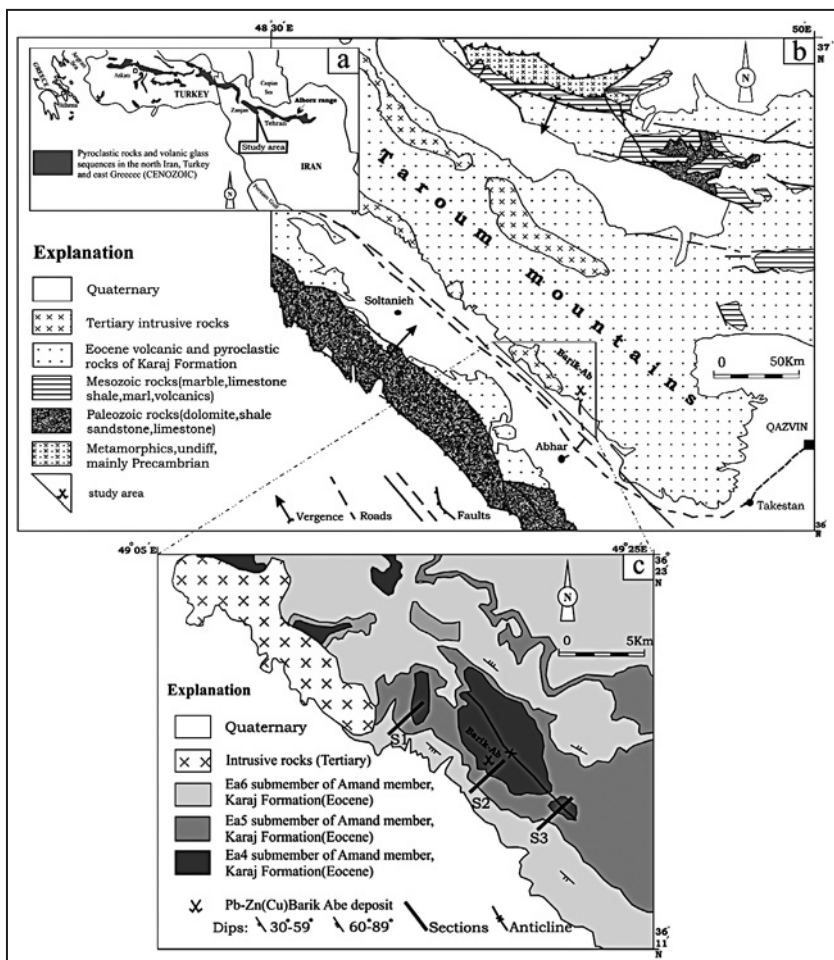 48 30 E
50E
37
N
a
GREECE
Ankara
TURKEY
Caspian
Sea
Zanjan
Tehran
Alborz range
Study area
IRAN
Persian Gulf
N
Pyroclastic rocks and volanic glass
sequences in the north Iran, Turkey
and east Greecee (CENOZOIC)
b
N
Taroum mountains
Explanation
Quaternary
Tertiary intrusive rocks
Eocene volcanic and pyroclastic
rocks of Karaj Formation
Mesozoic rocks(marble,limestone
shale,marl,volcanics)
Paleozoic rocks(dolomite,shale
sandstone,limestone)
Metamorphics, undiff,
mainly Precambrian
study area
Soltanieh
Barik-Ab
Abhar
0 50Km
QAZVIN
Takestan
Vergence
Roads
Faults
36
N
49 05 E
49 25E
36
23
N
c
N
0 5Km
Explanation
Quaternary
Intrusive rocks (Tertiary)
Ea6 submember of Amand member,
Karaj Formation(Eocene)
Ea5 submember of Amand member,
Karaj Formation(Eocene)
Ea4 submember of Amand member,
Karaj Formation(Eocene)
Pb-Zn(Cu)Barik Abe deposit
Dips: 30°-59° 60°-89° Sections Anticline
S1
Barik-Ab
S2
S3
36
11
N